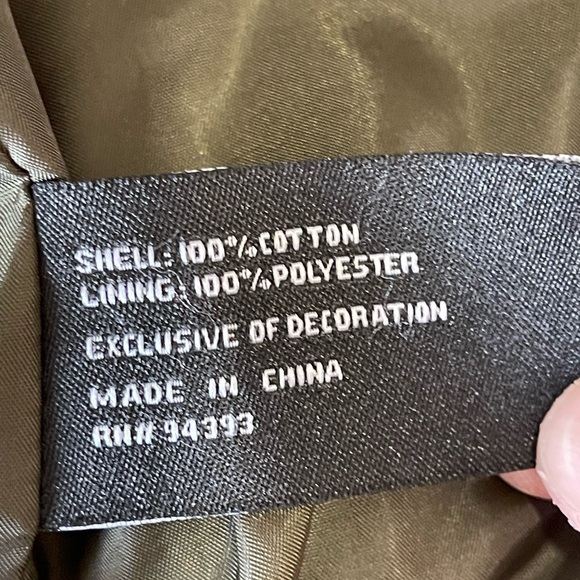 SHELL: 100% COTTON
LINING: 100% POLYESTER
EXCLUSIVE OF DECORATION
MADE IN CHINA
RN# 94393